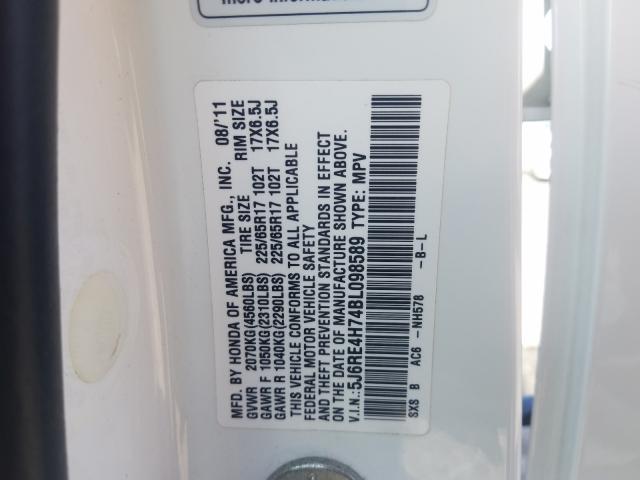 more informa
MFD. BY HONDA OF AMERICA MFG., INC. 08/'11
GVWR 2070KG(4560LBS) TIRE SIZE RIM SIZE
GAWR F 1050KG(2310LBS) 225/65R17 102T 17X6.5J
GAWR R 1040KG(2290LBS) 225/65R17 102T 17X6.5J
THIS VEHICLE CONFORMS TO ALL APPLICABLE
FEDERAL MOTOR VEHICLE SAFETY
AND THEFT PREVENTION STANDARDS IN EFFECT
ON THE DATE OF MANUFACTURE SHOWN ABOVE.
V.I.N.: 5J6RE4H74BL098589 TYPE: MPV
SXS B AC6 -NH578 -B-L